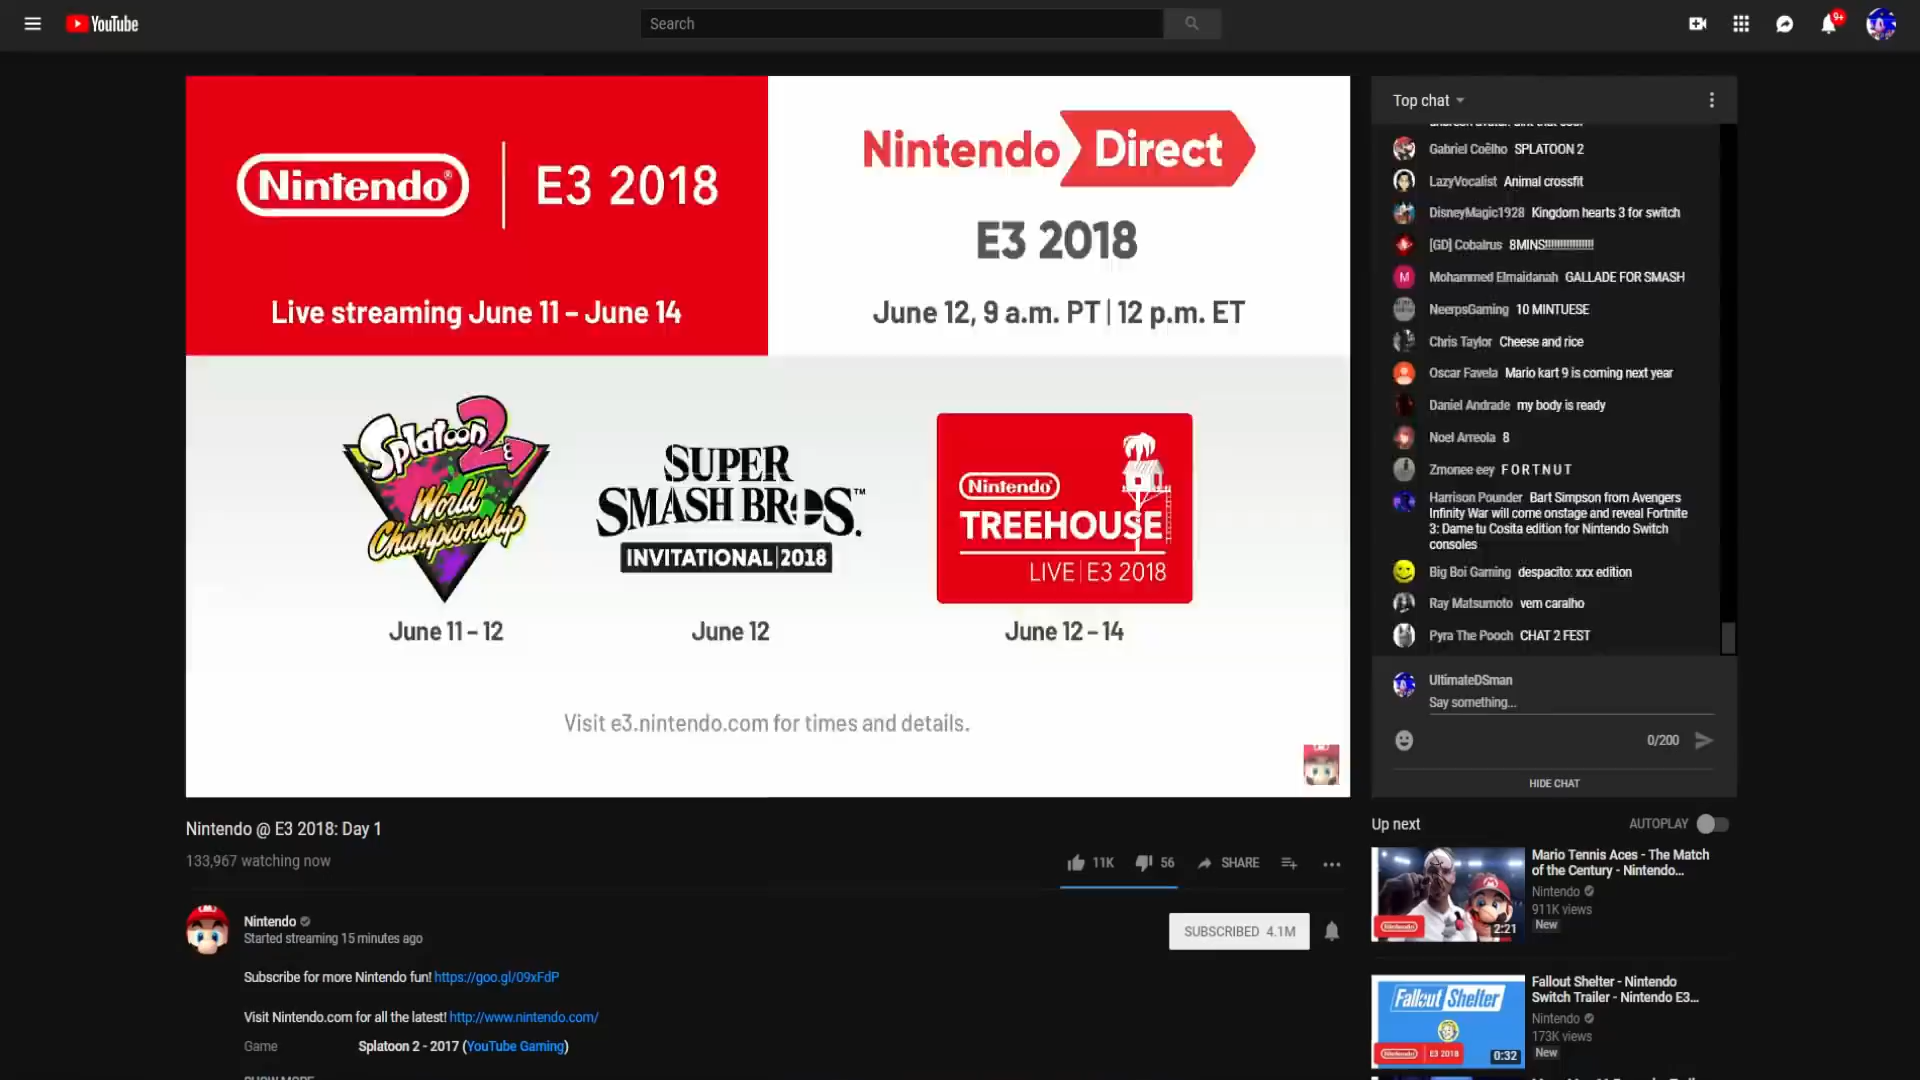 YouTube
Search
9+
Nintendo® | E3 2018
Live streaming June 11 – June 14
Nintendo Direct
E3 2018
June 12, 9 a.m. PT | 12 p.m. ET
Splatoon 2
World
Championship
June 11 – 12
SUPER
SMASH BROS.™
INVITATIONAL | 2018
June 12
Nintendo®
TREEHOUSE
LIVE | E3 2018
June 12 – 14
Visit e3.nintendo.com for times and details.
Top chat
Gabriel Coêlho SPLATOON 2
LazyVocalist Animal crossfit
DisneyMagic1928 Kingdom hearts 3 for switch
M
Mohammed Elmaidanah GALLADE FOR SMASH
NeerpsGaming 10 MINTUESE
Chris Taylor Cheese and rice
Oscar Favela Mario kart 9 is coming next year
Daniel Andrade my body is ready
Noel Arreola 8
Zmonee eey F O R T N U T
Harrison Pounder Bart Simpson from Avengers
Infinity War will come onstage and reveal Fortnite
3: Dame tu Cosita edition for Nintendo Switch
consoles
Big Boi Gaming despacito: xxx edition
Ray Matsumoto vem caralho
Pyra The Pooch CHAT 2 FEST
UltimateDSman
Say something...
0/200
HIDE CHAT
Nintendo @ E3 2018: Day 1
133,967 watching now
11K 56 SHARE
Nintendo
Started streaming 15 minutes ago
SUBSCRIBED 4.1M
Subscribe for more Nintendo fun! https://goo.gl/09xFdP
Visit Nintendo.com for all the latest! http://www.nintendo.com/
Game Splatoon 2 - 2017 (YouTube Gaming)
SHOW MORE
Up next AUTOPLAY
Nintendo
2:21
Mario Tennis Aces - The Match
of the Century - Nintendo...
Nintendo
911K views
New
Fallout Shelter
Nintendo | E3 2018
0:32
Fallout Shelter - Nintendo
Switch Trailer - Nintendo E3...
Nintendo
173K views
New